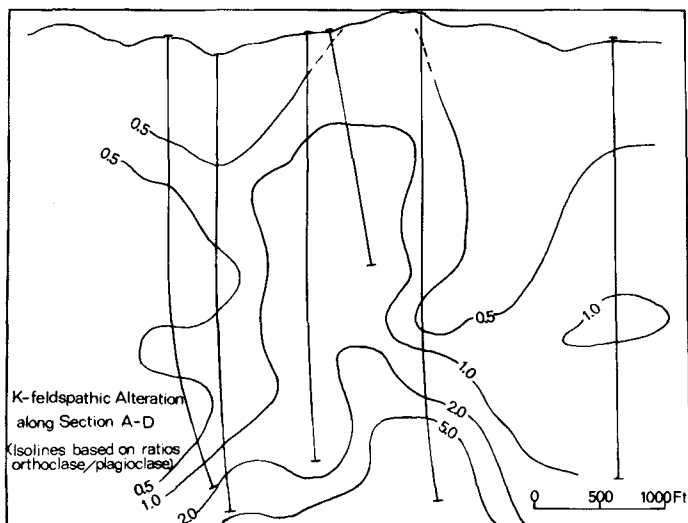 0.5
0.5
0.5
1.0
1.0
2.0
5.0
K-feldspathic Alteration
along Section A-D
(Isolines based on ratios
orthoclase/plagioclase)
0.5
1.0
2.0
0 500 1000 Ft